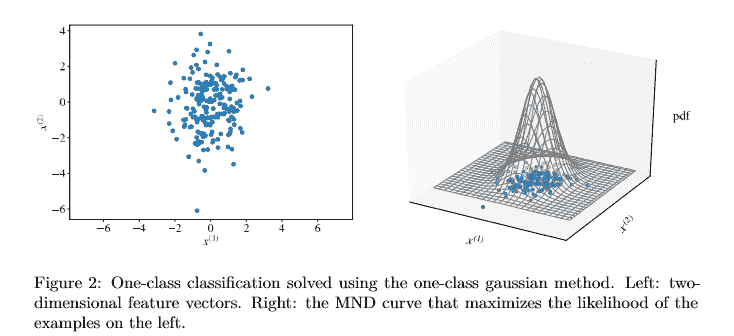 4
2
0
−2
−4
−6
x(2)
−6 −4 −2 0 2 4 6
x(1)
pdf
x(1)
x(2)
Figure 2: One-class classification solved using the one-class gaussian method. Left: two-
dimensional feature vectors. Right: the MND curve that maximizes the likelihood of the
examples on the left.